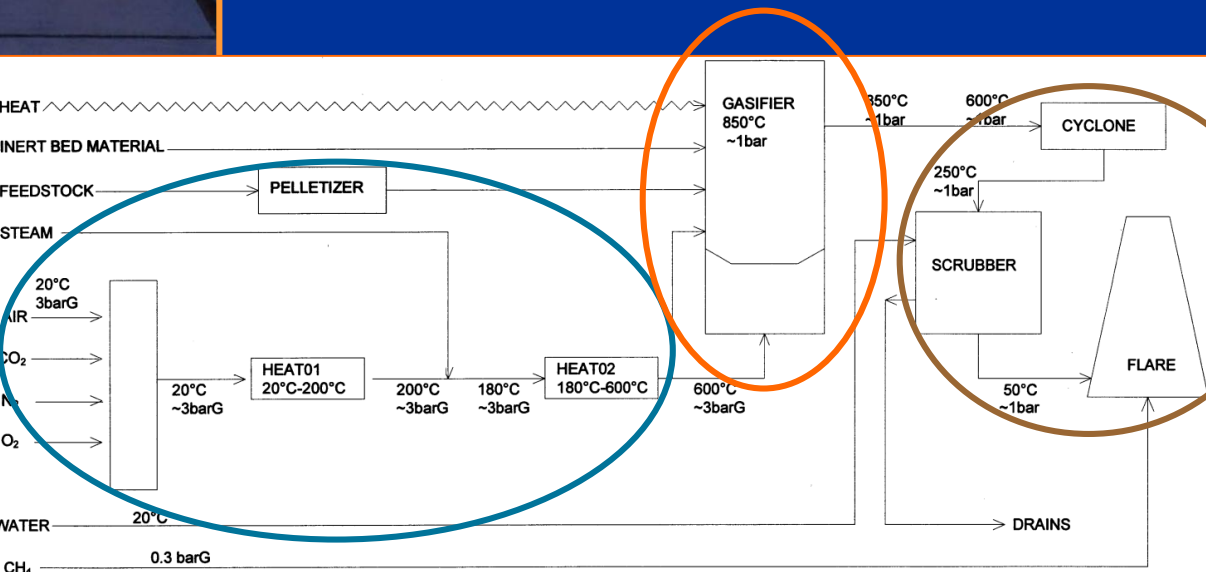 HEAT
INERT BED MATERIAL
FEEDSTOCK
STEAM
PELLETIZER
GASIFIER
850°C
~1bar
850°C
~1bar
600°C
~1bar
CYCLONE
250°C
~1bar
SCRUBBER
FLARE
50°C
~1bar
20°C
3barG
AIR
CO₂
N₂
O₂
20°C
~3barG
HEAT01
20°C-200°C
200°C
~3barG
180°C
~3barG
HEAT02
180°C-600°C
600°C
~3barG
WATER
20°C
DRAINS
CH₄
0.3 barG